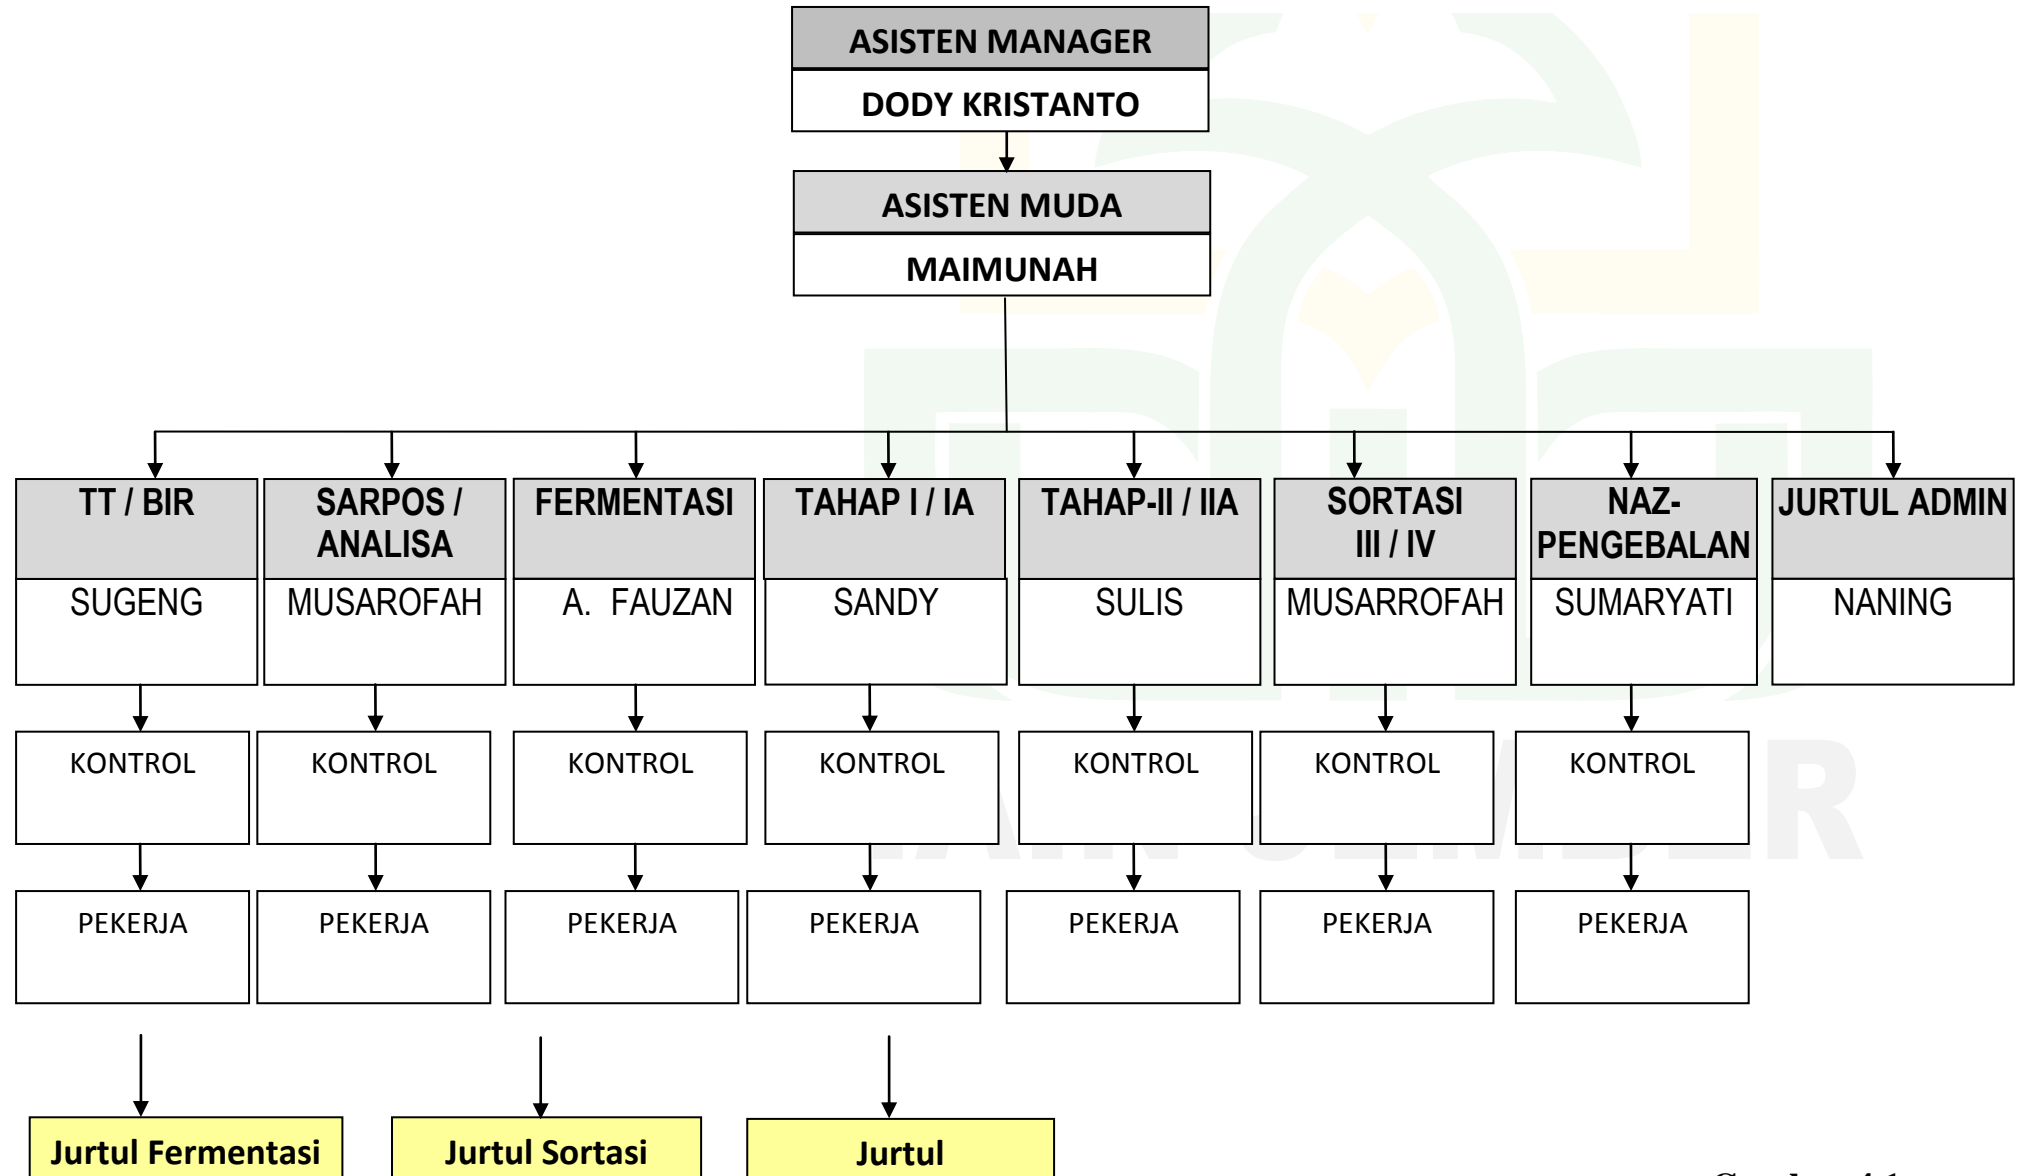 ASISTEN MANAGER
DODY KRISTANTO
ASISTEN MUDA
MAIMUNAH
TT / BIR
SUGENG
SARPOS /
ANALISA
MUSAROFAH
FERMENTASI
A. FAUZAN
TAHAP I / IA
SANDY
TAHAP-II / IIA
SULIS
SORTASI
III / IV
MUSARROFAH
NAZ-
PENGEBALAN
SUMARYATI
JURTUL ADMIN
NANING
KONTROL
KONTROL
KONTROL
KONTROL
KONTROL
KONTROL
KONTROL
PEKERJA
PEKERJA
PEKERJA
PEKERJA
PEKERJA
PEKERJA
PEKERJA
Jurtul Fermentasi
Jurtul Sortasi
Jurtul
IAIN JEMBER